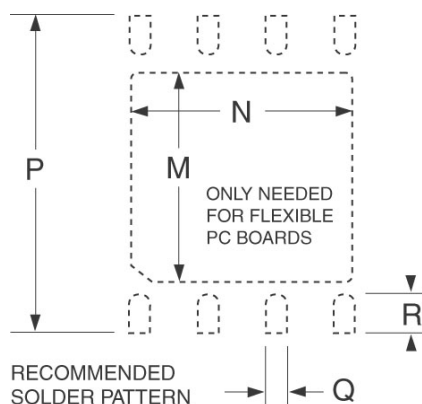 P
N
M
ONLY NEEDED
FOR FLEXIBLE
PC BOARDS
R
RECOMMENDED
SOLDER PATTERN
Q